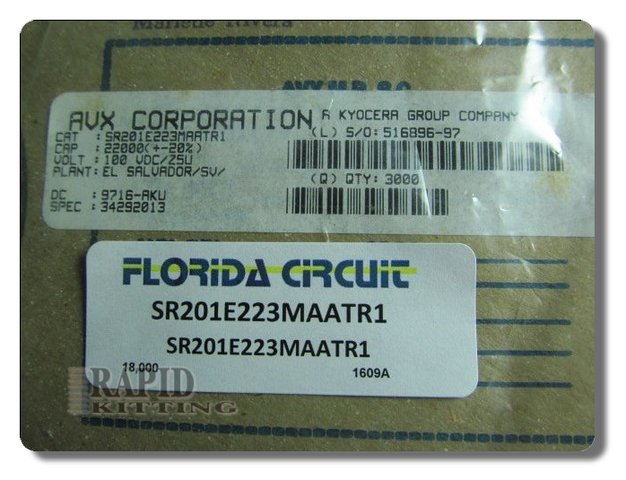 Maristie Rivera
AVX CORPORATION A KYOCERA GROUP COMPANY
CAT : SR201E223MAATR1
(L) S/O: 516896-97
CAP : 22000(+-20%)
VOLT : 100 VDC/Z5U
PLANT: EL SALVADOR/SV/
(Q) QTY: 3000
DC : 9716-AKU
SPEC : 34292013
FLORIDA CIRCUIT
SR201E223MAATR1
SR201E223MAATR1
18,000 1609A
RAPID
KITTING